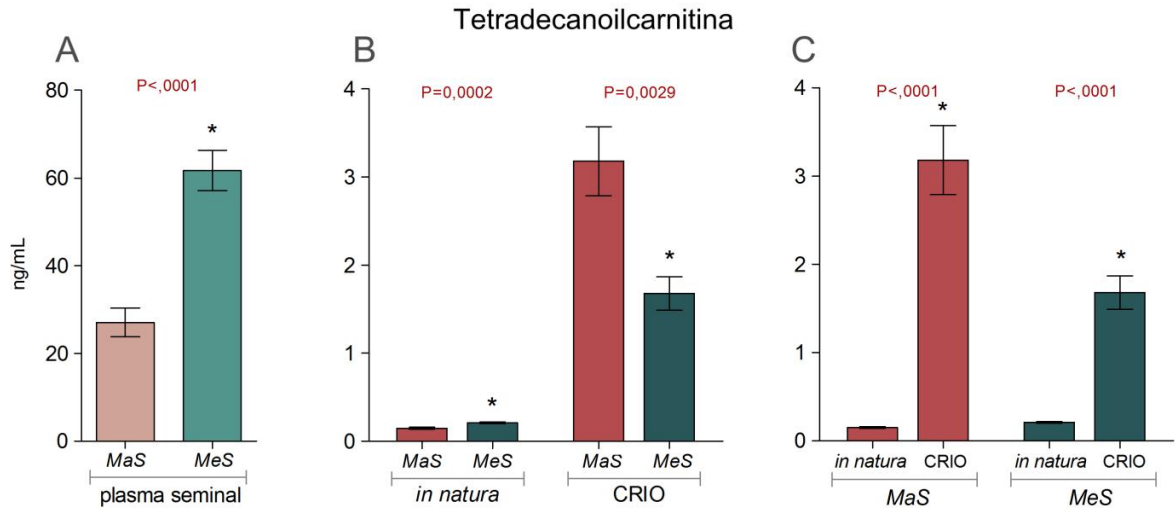 Tetradecanoilcarnitina
A
P<,0001
80
60
40
20
0
ng/mL
*
MaS MeS
plasma seminal
B
P=0,0002 P=0,0029
4
3
2
1
0
*
*
MaS MeS MaS MeS
in natura CRIO
C
P<,0001 P<,0001
4
3
2
1
0
*
*
in natura CRIO in natura CRIO
MaS MeS